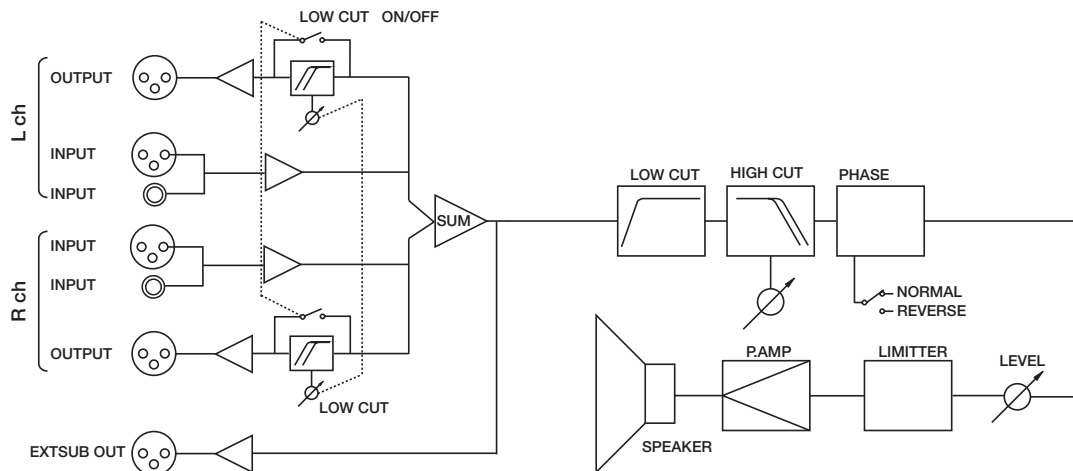 LOW CUT ON/OFF
L ch
OUTPUT
INPUT
INPUT
R ch
INPUT
INPUT
OUTPUT
LOW CUT
EXTSUB OUT
SUM
LOW CUT
HIGH CUT
PHASE
NORMAL
REVERSE
P.AMP
LIMITTER
LEVEL
SPEAKER